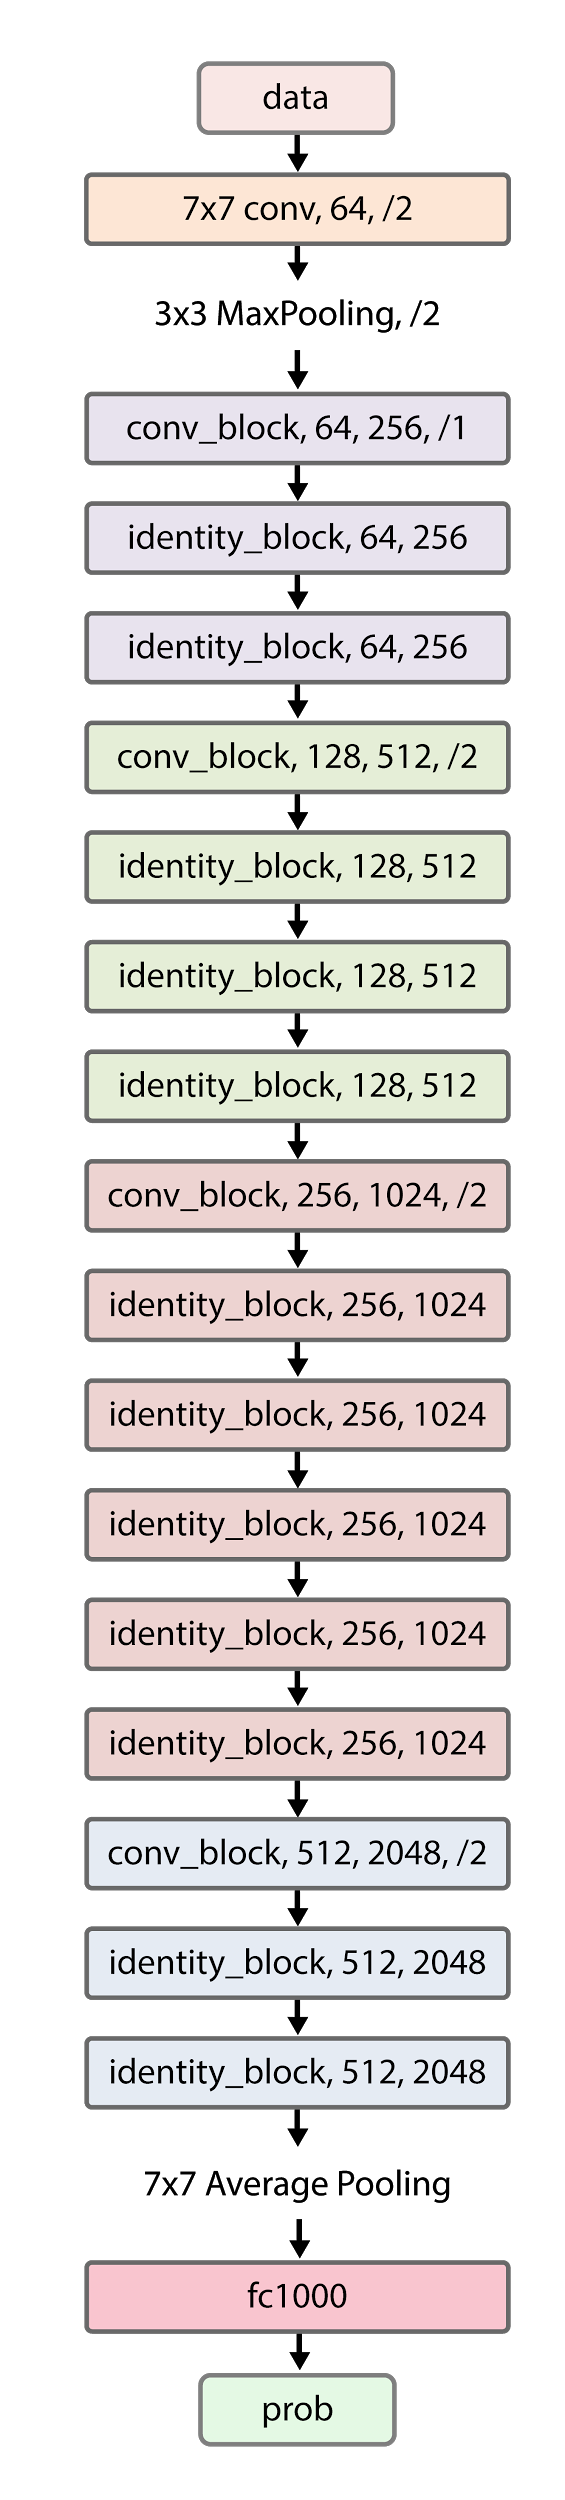 data
7x7 conv, 64, /2
3x3 MaxPooling, /2
conv_block, 64, 256, /1
identity_block, 64, 256
identity_block, 64, 256
conv_block, 128, 512, /2
identity_block, 128, 512
identity_block, 128, 512
identity_block, 128, 512
conv_block, 256, 1024, /2
identity_block, 256, 1024
identity_block, 256, 1024
identity_block, 256, 1024
identity_block, 256, 1024
identity_block, 256, 1024
conv_block, 512, 2048, /2
identity_block, 512, 2048
identity_block, 512, 2048
7x7 Average Pooling
fc1000
prob